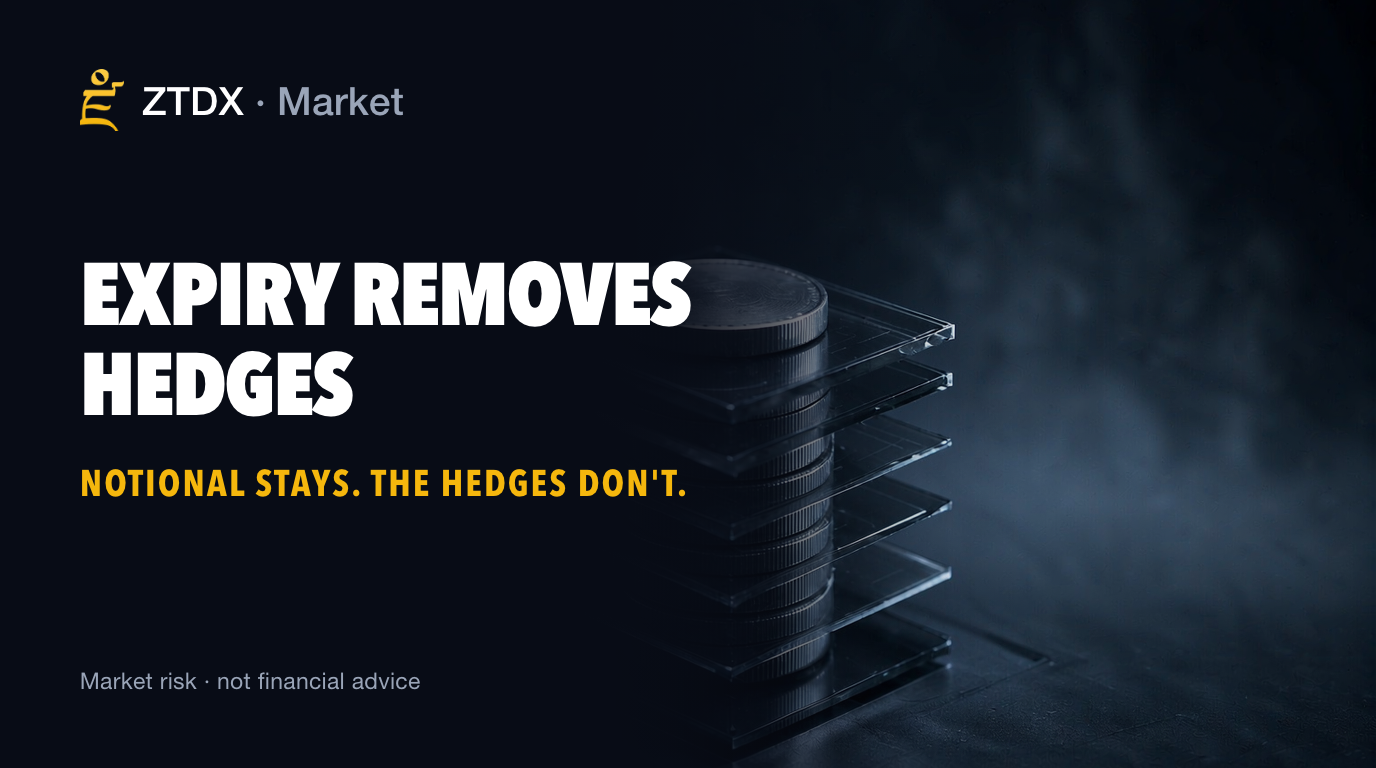 ZTDX · Market
EXPIRY REMOVES
HEDGES
NOTIONAL STAYS. THE HEDGES DON'T.
Market risk · not financial advice